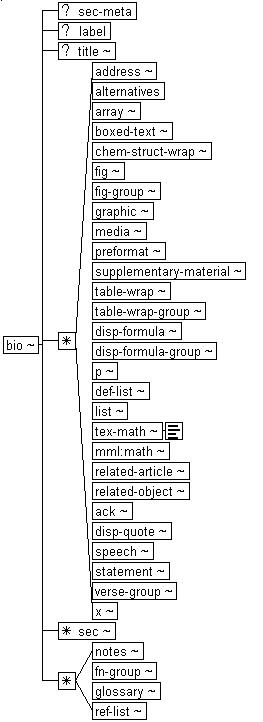 ? sec-meta
? label
? title ~
address ~
alternatives
array ~
boxed-text ~
chem-struct-wrap ~
fig ~
fig-group ~
graphic ~
media ~
preformat ~
supplementary-material ~
table-wrap ~
table-wrap-group ~
disp-formula ~
disp-formula-group ~
bio ~
*
p ~
def-list ~
list ~
tex-math ~
mml:math ~
related-article ~
related-object ~
ack ~
disp-quote ~
speech ~
statement ~
verse-group ~
x ~
* sec ~
*
notes ~
fn-group ~
glossary ~
ref-list ~